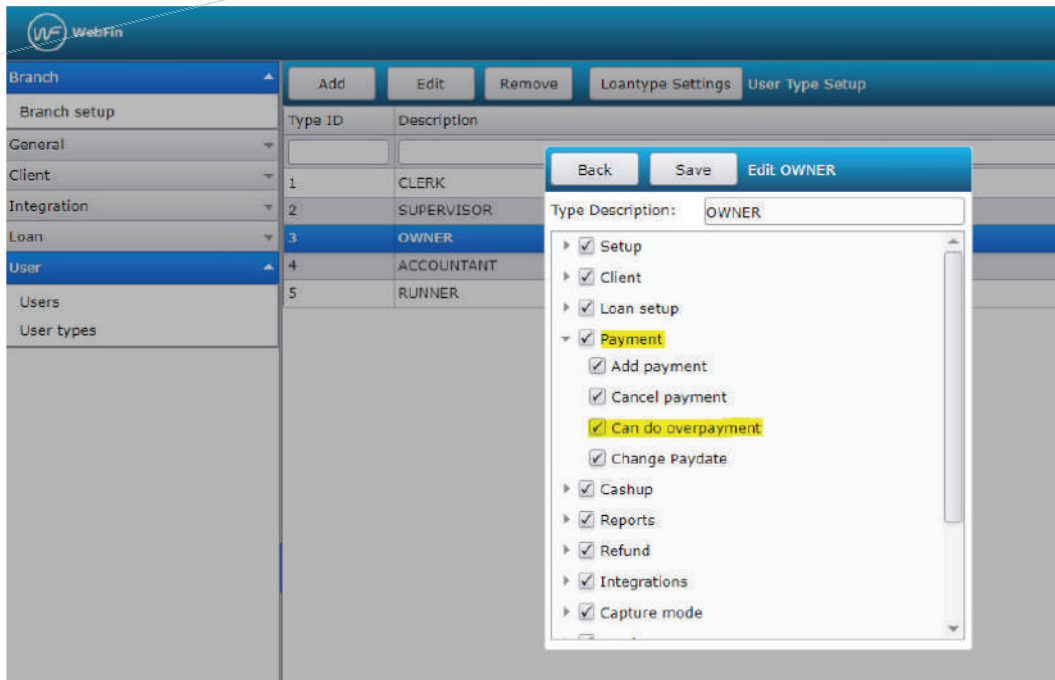 WF WebFin
Branch
Branch setup
General
Client
Integration
Loan
User
Users
User types
Add Edit Remove Loantype Settings User Type Setup
Type ID Description
1 CLERK
2 SUPERVISOR
3 OWNER
4 ACCOUNTANT
5 RUNNER
Back Save Edit OWNER
Type Description: OWNER
Setup
Client
Loan setup
Payment
Add payment
Cancel payment
Can do overpayment
Change Paydate
Cashup
Reports
Refund
Integrations
Capture mode